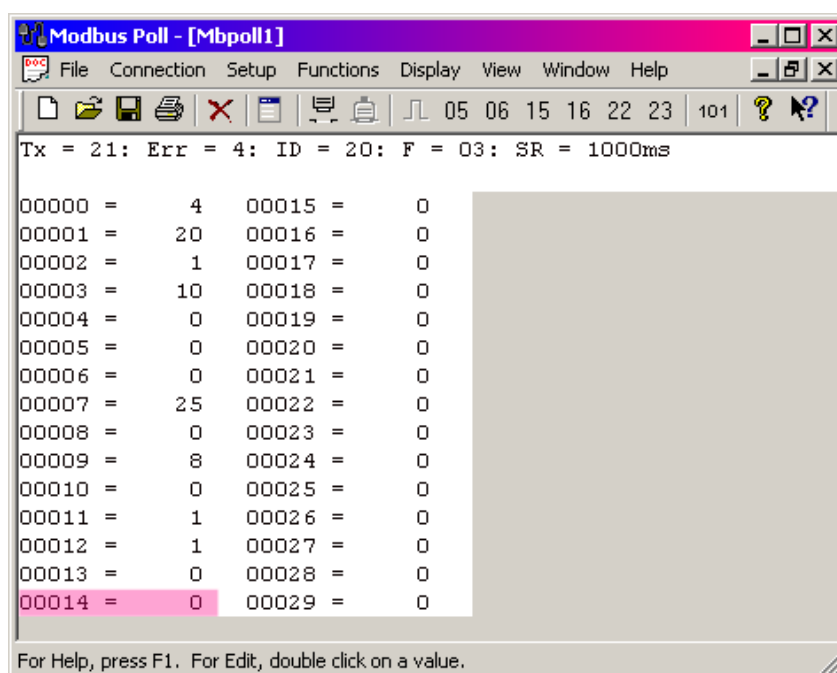 Modbus Poll - [Mbpoll1]
DOC File Connection Setup Functions Display View Window Help
05 06 15 16 22 23 101
Tx = 21: Err = 4: ID = 20: F = 03: SR = 1000ms
00000 = 4 00015 = 0
00001 = 20 00016 = 0
00002 = 1 00017 = 0
00003 = 10 00018 = 0
00004 = 0 00019 = 0
00005 = 0 00020 = 0
00006 = 0 00021 = 0
00007 = 25 00022 = 0
00008 = 0 00023 = 0
00009 = 8 00024 = 0
00010 = 0 00025 = 0
00011 = 1 00026 = 0
00012 = 1 00027 = 0
00013 = 0 00028 = 0
00014 = 0 00029 = 0
For Help, press F1. For Edit, double click on a value.